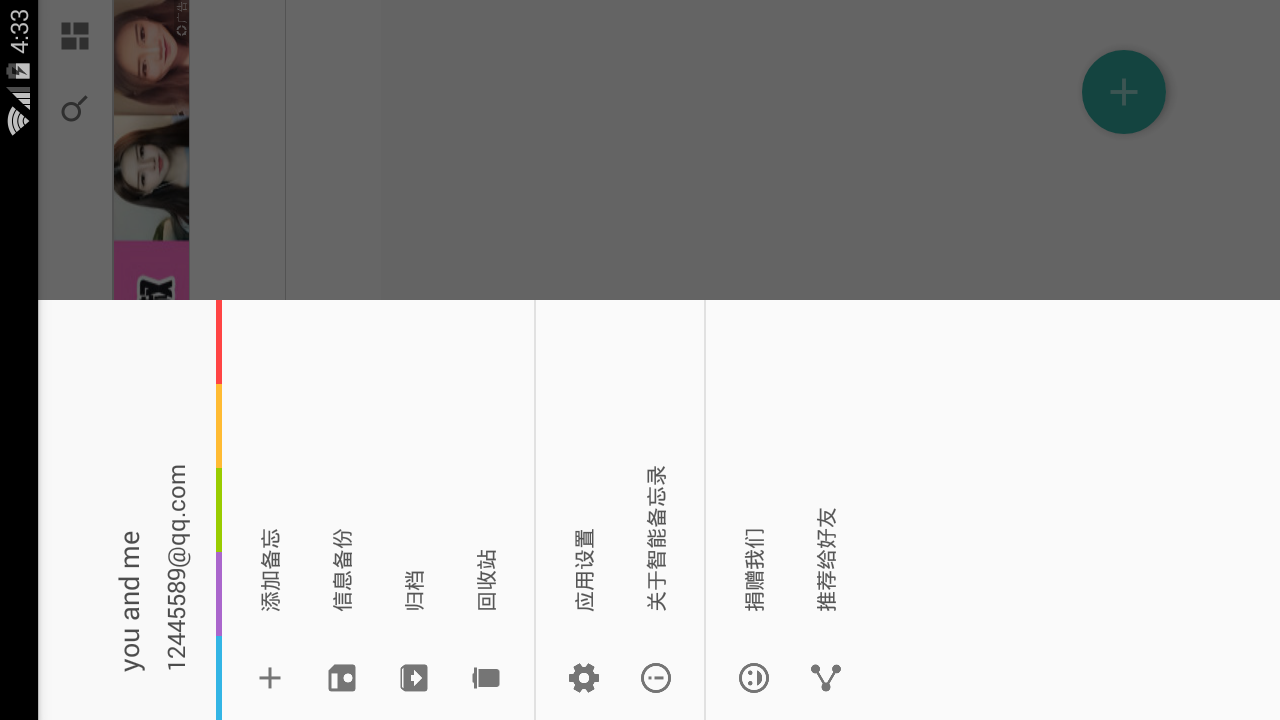 4:33
广告
you and me
12445589@qq.com
添加备忘
信息备份
归档
回收站
应用设置
关于智能备忘录
捐赠我们
推荐给好友